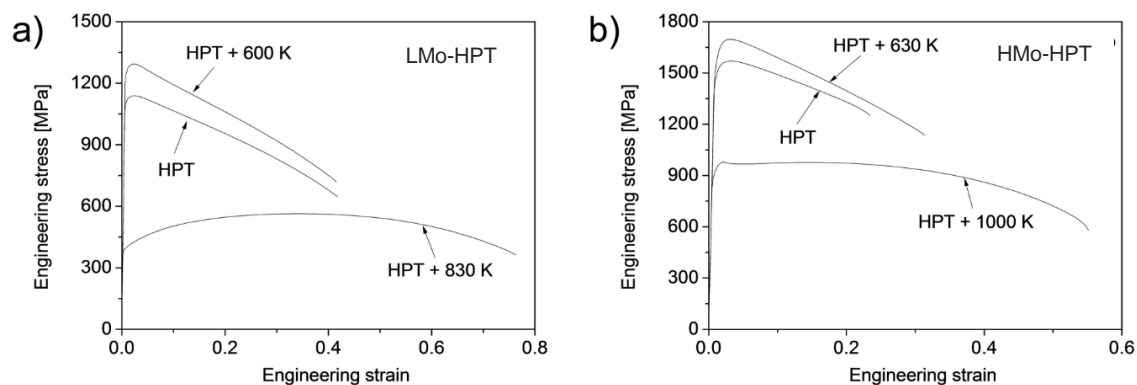 a)
LMo-HPT
HPT + 600 K
HPT
HPT + 830 K
Engineering stress [MPa]
1500
1200
900
600
300
0
0.0 0.2 0.4 0.6 0.8
Engineering strain
b)
HMo-HPT
HPT + 630 K
HPT
HPT + 1000 K
Engineering stress [MPa]
1800
1500
1200
900
600
300
0
0.0 0.2 0.4 0.6
Engineering strain